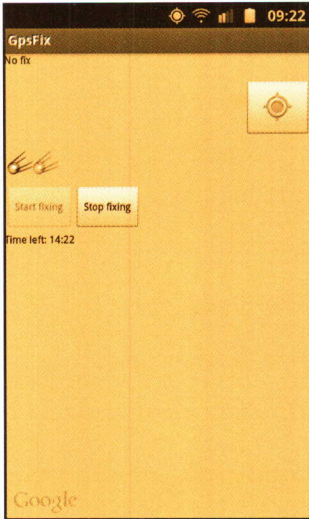 09:22
GpsFix
No fix
Start fixing Stop fixing
Time left: 14:22
Google